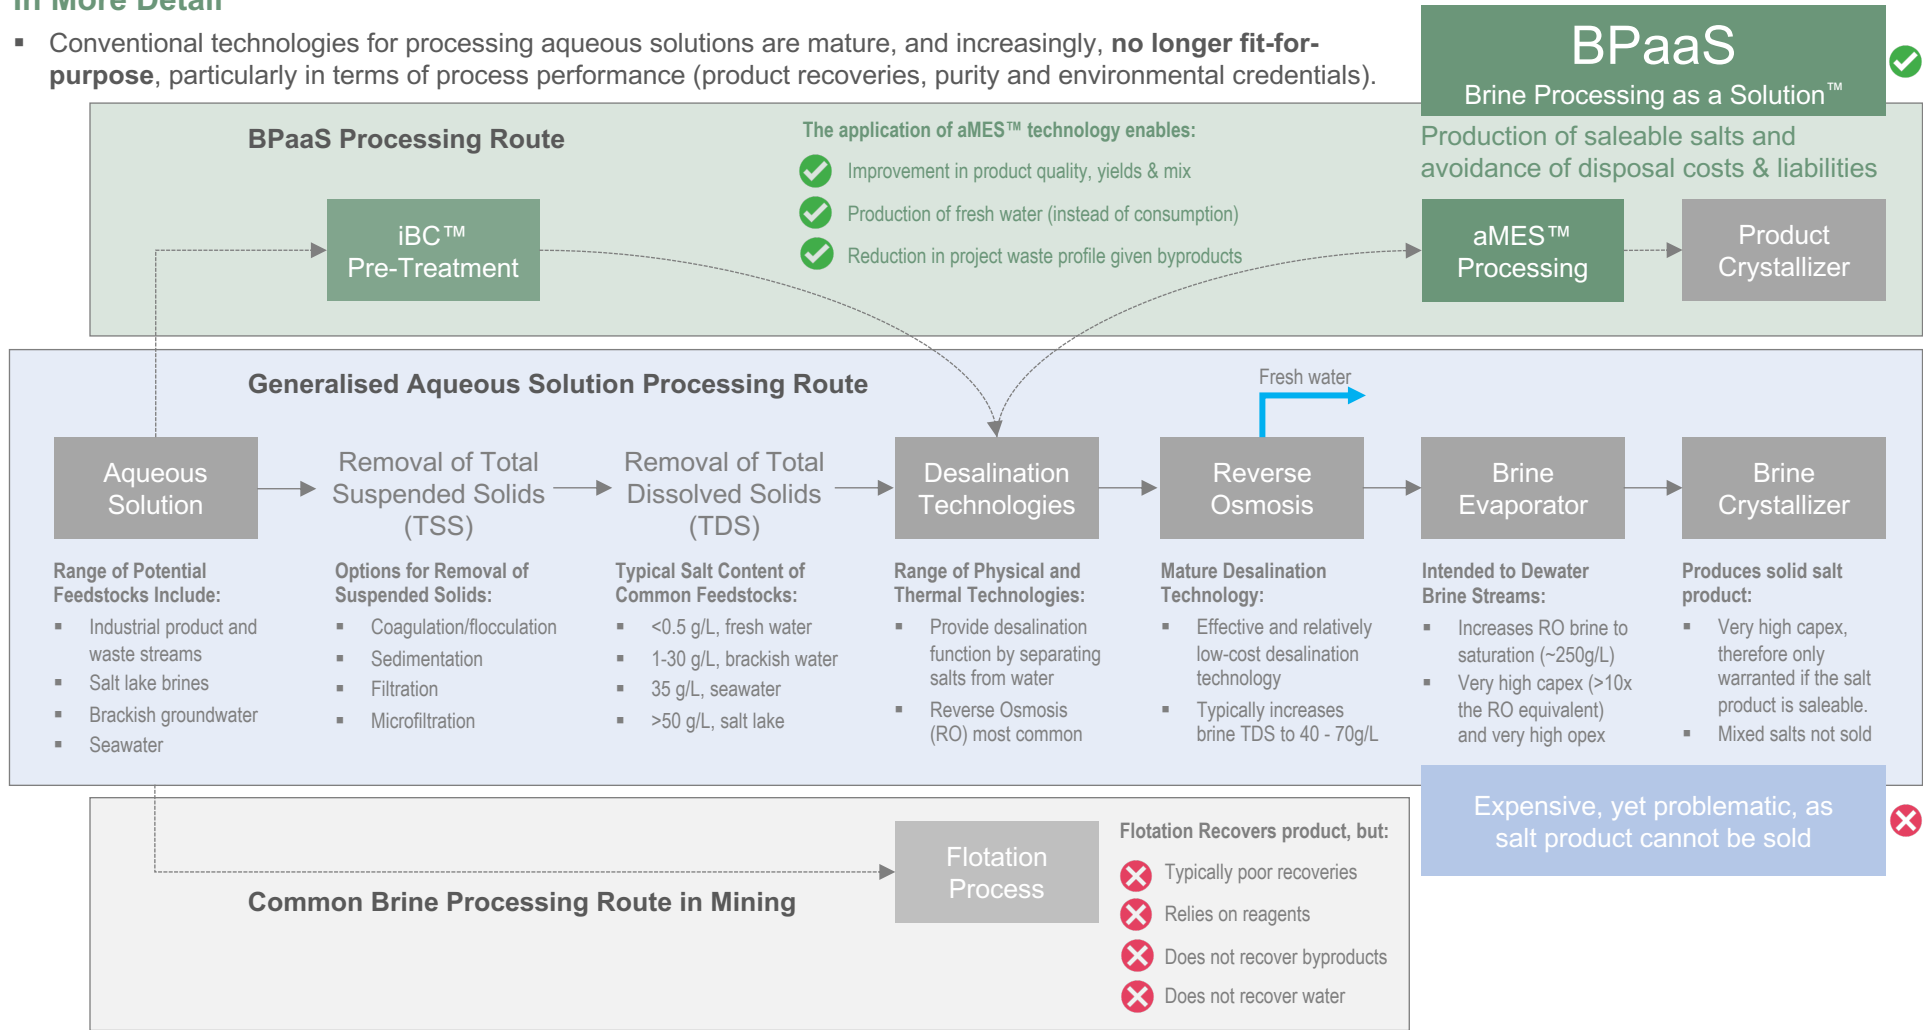 In More Detail
▪ Conventional technologies for processing aqueous solutions are mature, and increasingly, no longer fit-for-
purpose, particularly in terms of process performance (product recoveries, purity and environmental credentials).
BPaaS
Brine Processing as a Solution™
Production of saleable salts and
avoidance of disposal costs & liabilities
BPaaS Processing Route
The application of aMES™ technology enables:
Improvement in product quality, yields & mix
Production of fresh water (instead of consumption)
Reduction in project waste profile given byproducts
iBC™
Pre-Treatment
aMES™
Processing
Product
Crystallizer
Generalised Aqueous Solution Processing Route
Fresh water
Aqueous
Solution
Removal of Total
Suspended Solids
(TSS)
Removal of Total
Dissolved Solids
(TDS)
Desalination
Technologies
Reverse
Osmosis
Brine
Evaporator
Brine
Crystallizer
Range of Potential
Feedstocks Include:
▪ Industrial product and
waste streams
▪ Salt lake brines
▪ Brackish groundwater
▪ Seawater
Options for Removal of
Suspended Solids:
▪ Coagulation/flocculation
▪ Sedimentation
▪ Filtration
▪ Microfiltration
Typical Salt Content of
Common Feedstocks:
▪ <0.5 g/L, fresh water
▪ 1-30 g/L, brackish water
▪ 35 g/L, seawater
▪ >50 g/L, salt lake
Range of Physical and
Thermal Technologies:
▪ Provide desalination
function by separating
salts from water
▪ Reverse Osmosis
(RO) most common
Mature Desalination
Technology:
▪ Effective and relatively
low-cost desalination
technology
▪ Typically increases
brine TDS to 40 - 70g/L
Intended to Dewater
Brine Streams:
▪ Increases RO brine to
saturation (~250g/L)
▪ Very high capex (>10x
the RO equivalent)
and very high opex
Produces solid salt
product:
▪ Very high capex,
therefore only
warranted if the salt
product is saleable.
▪ Mixed salts not sold
Expensive, yet problematic, as
salt product cannot be sold
Common Brine Processing Route in Mining
Flotation
Process
Flotation Recovers product, but:
Typically poor recoveries
Relies on reagents
Does not recover byproducts
Does not recover water